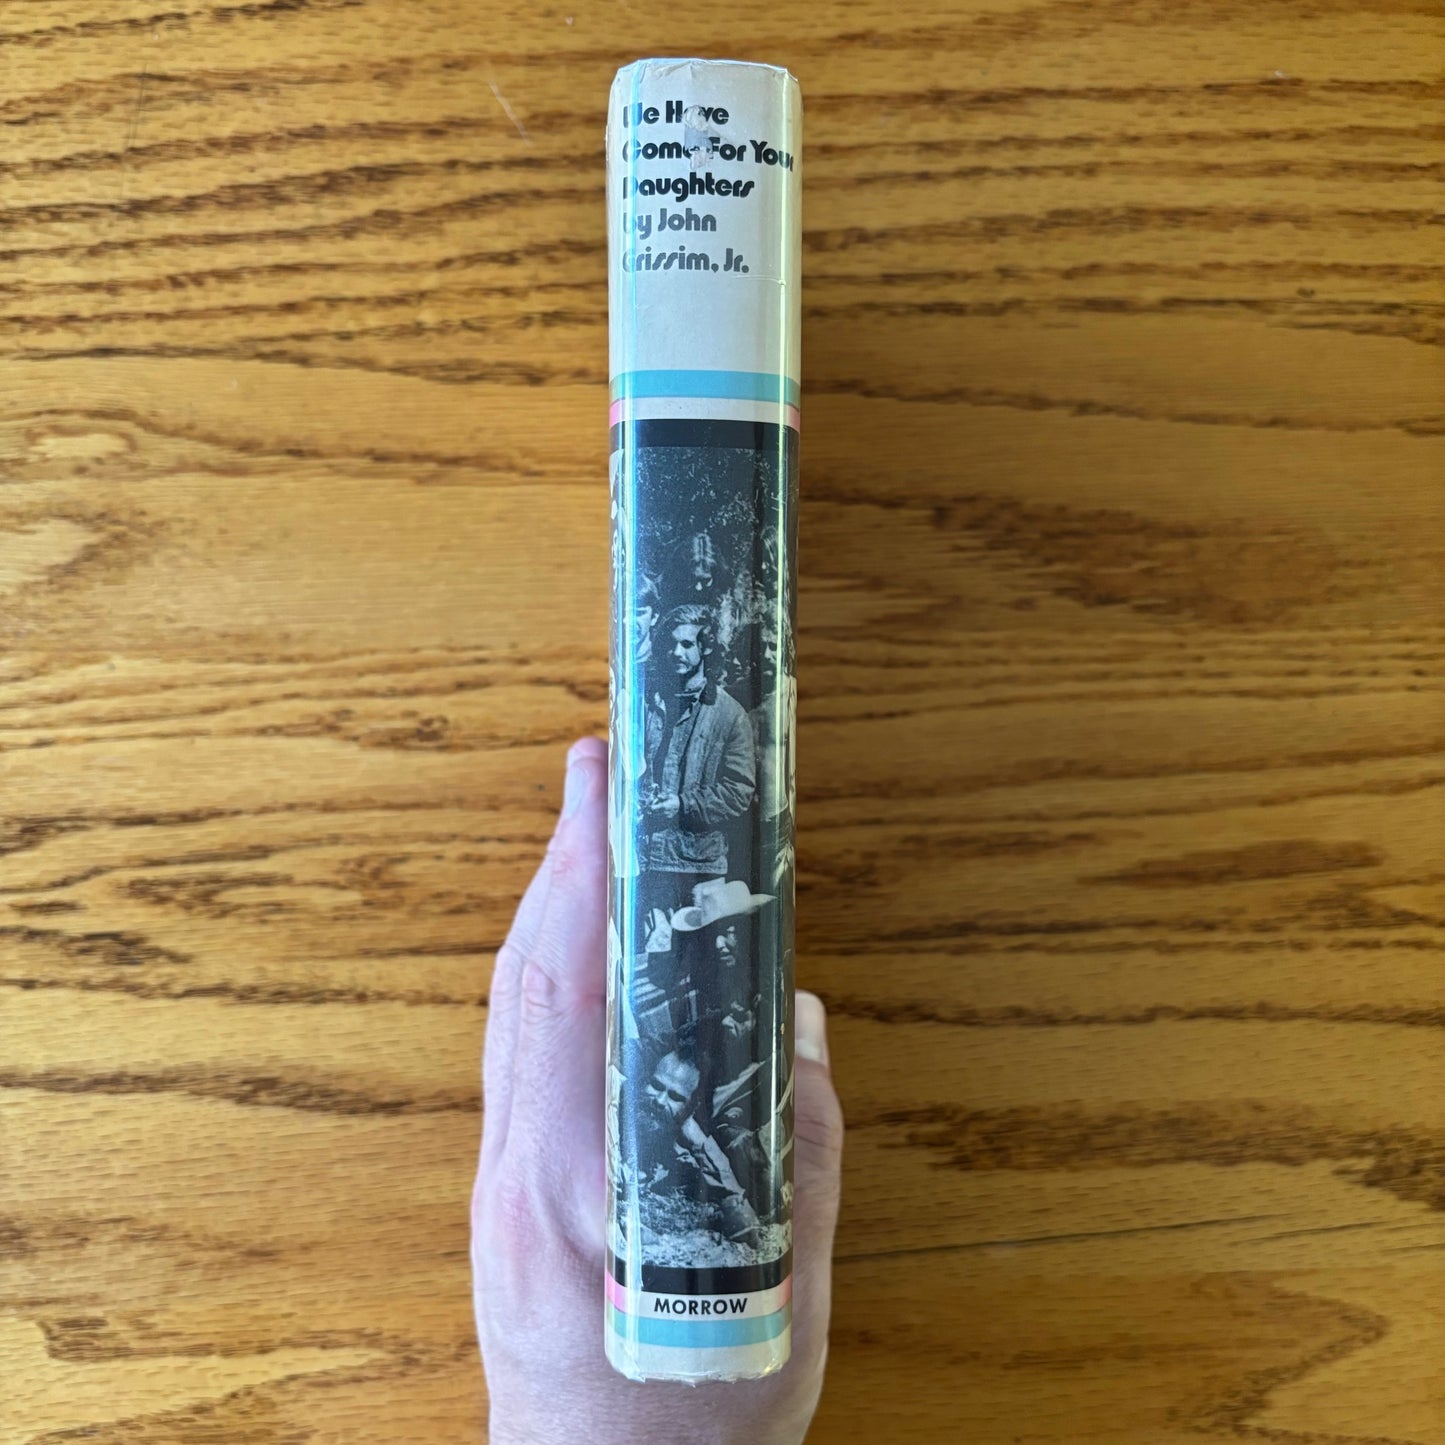 We Have
Come For Your
Daughters
by John
Grissim, Jr.
MORROW